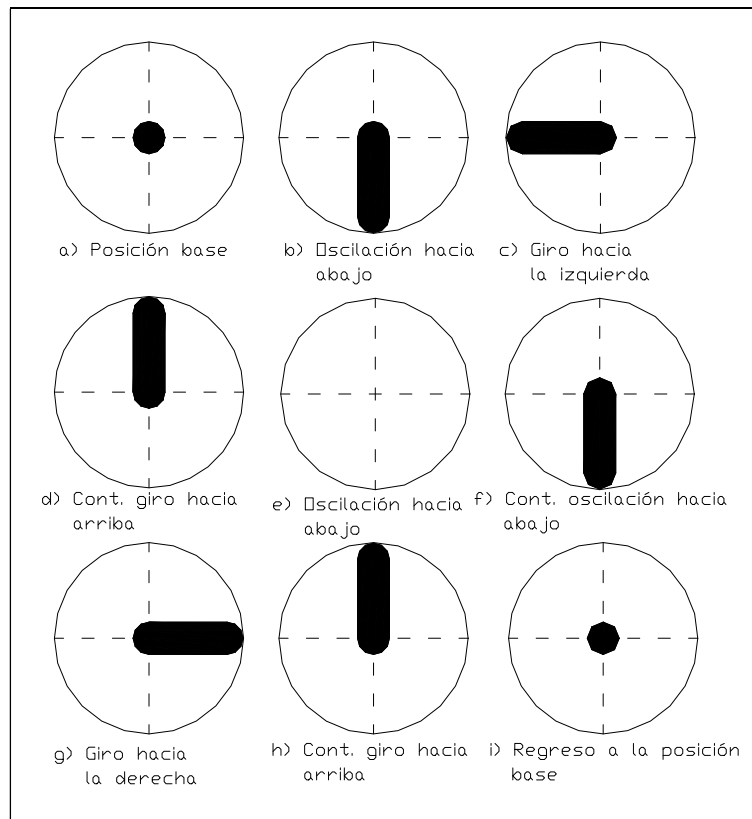 a) Posición base
b) Oscilación hacia
abajo
c) Giro hacia
la izquierda
d) Cont. giro hacia
arriba
e) Oscilación hacia
abajo
f) Cont. oscilación hacia
abajo
g) Giro hacia
la derecha
h) Cont. giro hacia
arriba
i) Regreso a la posición
base